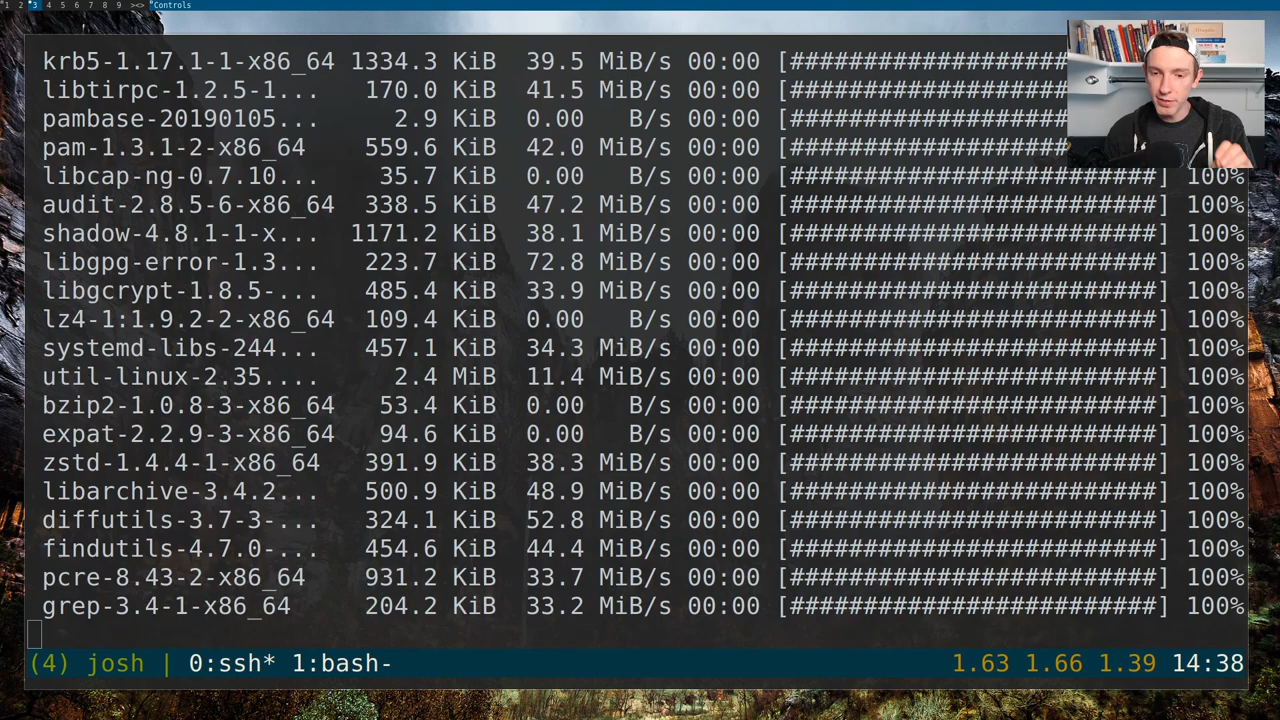 1 2 *3 4 5 6 7 8 9 ><> Controls
krb5-1.17.1-1-x86_64 1334.3 KiB 39.5 MiB/s 00:00 [###################
libtirpc-1.2.5-1... 170.0 KiB 41.5 MiB/s 00:00 [###################
pambase-20190105... 2.9 KiB 0.00 B/s 00:00 [###################
pam-1.3.1-2-x86_64 559.6 KiB 42.0 MiB/s 00:00 [###################
libcap-ng-0.7.10... 35.7 KiB 0.00 B/s 00:00 [#########################] 100%
audit-2.8.5-6-x86_64 338.5 KiB 47.2 MiB/s 00:00 [#########################] 100%
shadow-4.8.1-1-x... 1171.2 KiB 38.1 MiB/s 00:00 [#########################] 100%
libgpg-error-1.3... 223.7 KiB 72.8 MiB/s 00:00 [#########################] 100%
libgcrypt-1.8.5-... 485.4 KiB 33.9 MiB/s 00:00 [#########################] 100%
lz4-1:1.9.2-2-x86_64 109.4 KiB 0.00 B/s 00:00 [#########################] 100%
systemd-libs-244... 457.1 KiB 34.3 MiB/s 00:00 [#########################] 100%
util-linux-2.35.... 2.4 MiB 11.4 MiB/s 00:00 [#########################] 100%
bzip2-1.0.8-3-x86_64 53.4 KiB 0.00 B/s 00:00 [#########################] 100%
expat-2.2.9-3-x86_64 94.6 KiB 0.00 B/s 00:00 [#########################] 100%
zstd-1.4.4-1-x86_64 391.9 KiB 38.3 MiB/s 00:00 [#########################] 100%
libarchive-3.4.2... 500.9 KiB 48.9 MiB/s 00:00 [#########################] 100%
diffutils-3.7-3-... 324.1 KiB 52.8 MiB/s 00:00 [#########################] 100%
findutils-4.7.0-... 454.6 KiB 44.4 MiB/s 00:00 [#########################] 100%
pcre-8.43-2-x86_64 931.2 KiB 33.7 MiB/s 00:00 [#########################] 100%
grep-3.4-1-x86_64 204.2 KiB 33.2 MiB/s 00:00 [#########################] 100%
(4) josh | 0:ssh* 1:bash- 1.63 1.66 1.39 14:38